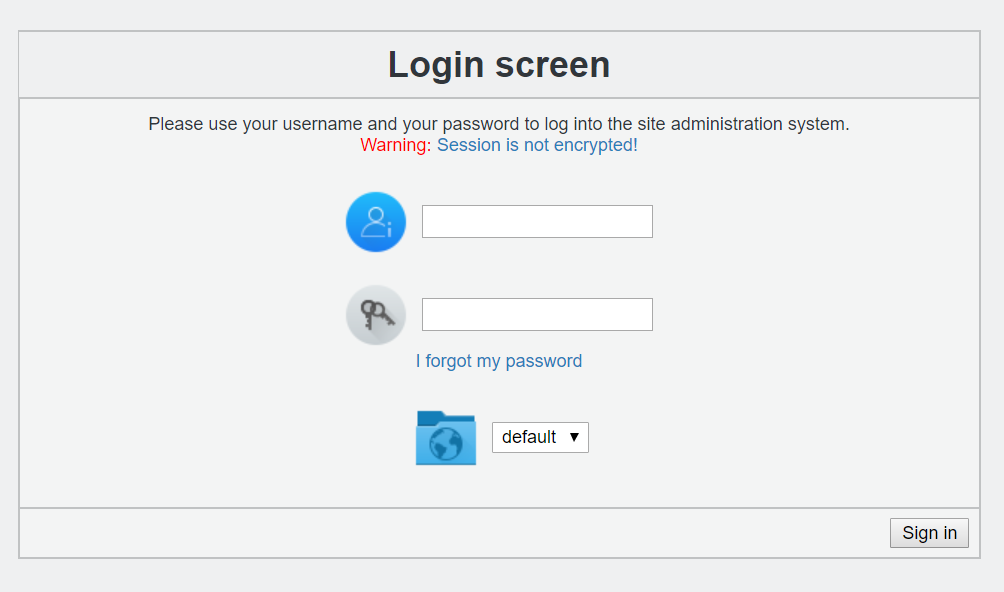 Login screen
Please use your username and your password to log into the site administration system.
Warning: Session is not encrypted!
I forgot my password
default ▼
Sign in